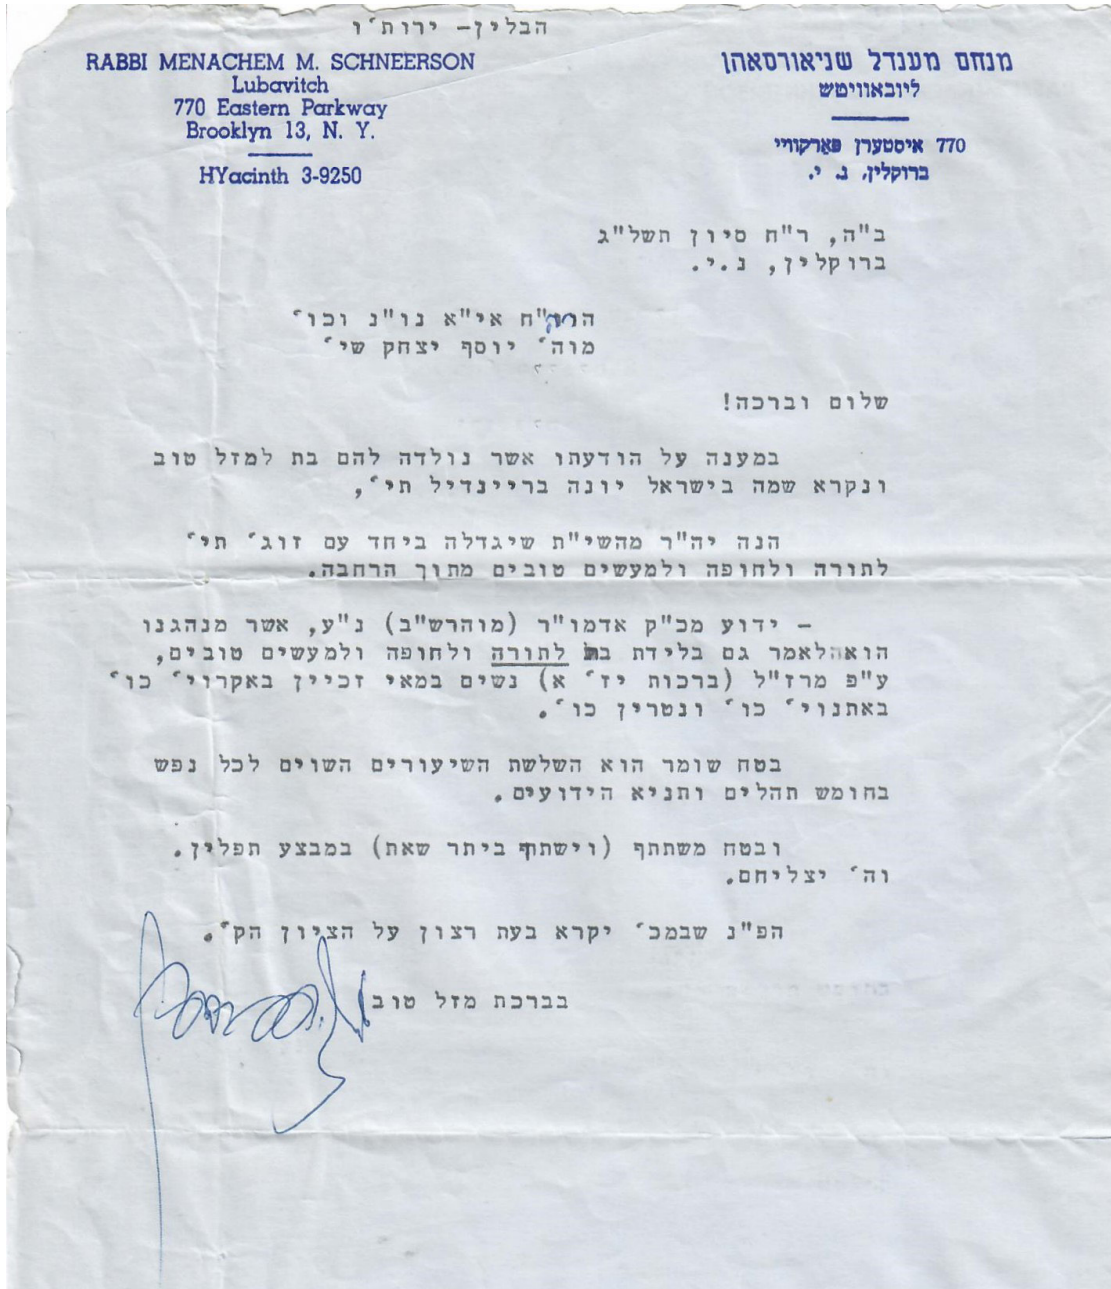 הבלין- ירות׳ו
RABBI MENACHEM M. SCHNEERSON
Lubavitch
770 Eastern Parkway
Brooklyn 13, N. Y.
HYacinth 3-9250
מנחם מענדל שניאורסאהן
ליובאוויטש
770 איסטערן פארקוויי
ברוקלין, נ. י.
ב"ה, ר"ח סיון תשל"ג
ברוקלין, נ.י.
אי"א נו"נ וכו׳
מוה׳ יוסף יצחק שי׳
שלום וברכה!
במענה על הודעתו אשר נולדה להם בת למזל טוב
ונקרא שמה בישראל יונה בריינדיל תי׳,
הנה יה"ר מהשי"ת שיגדלה ביחד עם זוג׳ תי׳
לתורה ולחופה ולמעשים טובים מתוך הרחבה.
- ידוע מכ"ק אדמו"ר (מוהרש"ב) נ"ע, אשר מנהגנו
הוא לאמר גם בלידת בת לתורה ולחופה ולמעשים טובים,
ע"פ מרז"ל (ברכות יז׳ א) נשים במאי זכיין באקרויי׳ כו׳
באתנויי׳ כו׳ ונטרין כו׳.
בטח שומר הוא השלשת השיעורים השוים לכל נפש
בחומש תהלים ותניא הידועים.
ובטח משתתף (וישתתף ביתר שאת) במבצע תפלין.
וה׳ יצליחם.
הפ"נ שבמכ׳ יקרא בעת רצון על הציון הק׳.
בברכת מזל טוב